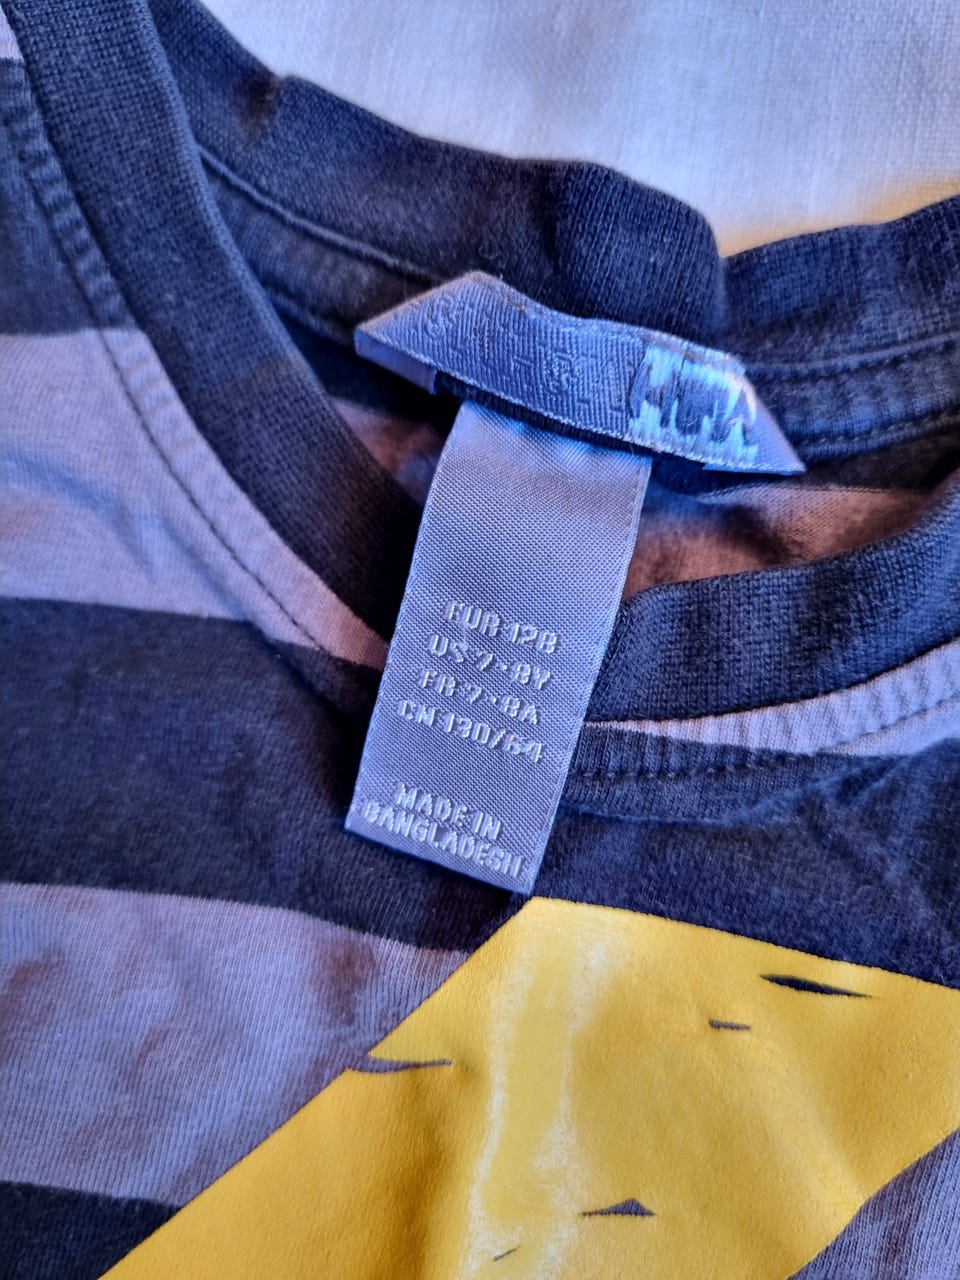 EUR 128
US 7-8Y
FR 7-8A
CN 130/64
MADE IN
BANGLADESH